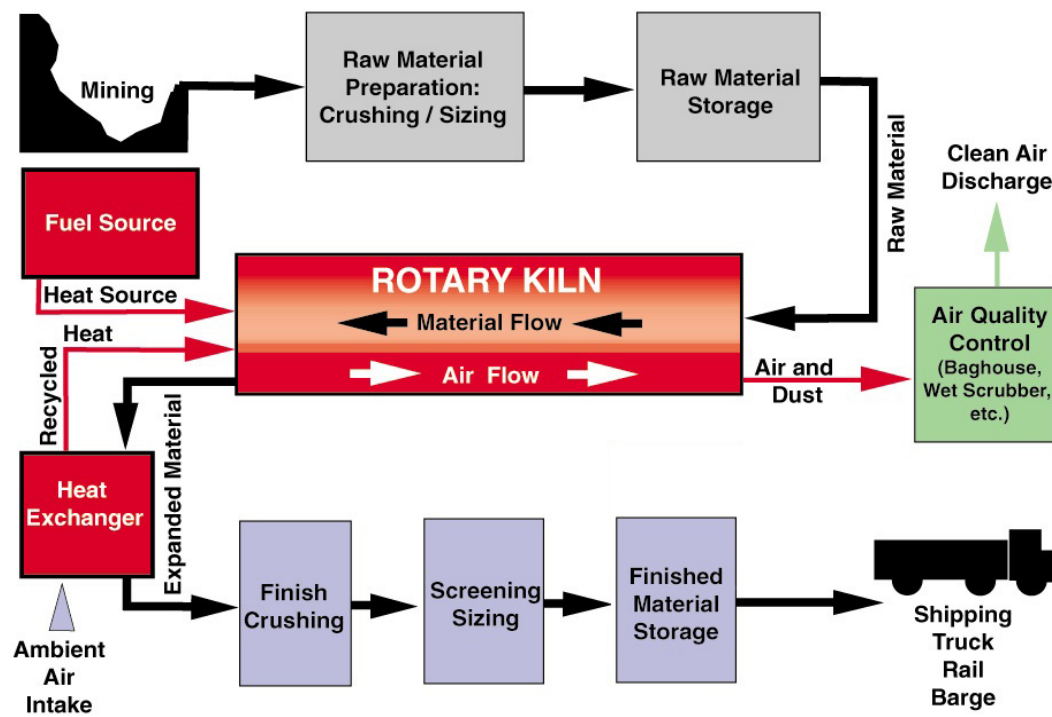 Mining
Raw Material
Preparation:
Crushing / Sizing
Raw Material
Storage
Raw Material
Clean Air
Discharge
Fuel Source
Heat Source
Recycled
Heat
ROTARY KILN
Material Flow
Air Flow
Air and
Dust
Air Quality
Control
(Baghouse,
Wet Scrubber,
etc.)
Heat
Exchanger
Expanded Material
Ambient
Air
Intake
Finish
Crushing
Screening
Sizing
Finished
Material
Storage
Shipping
Truck
Rail
Barge